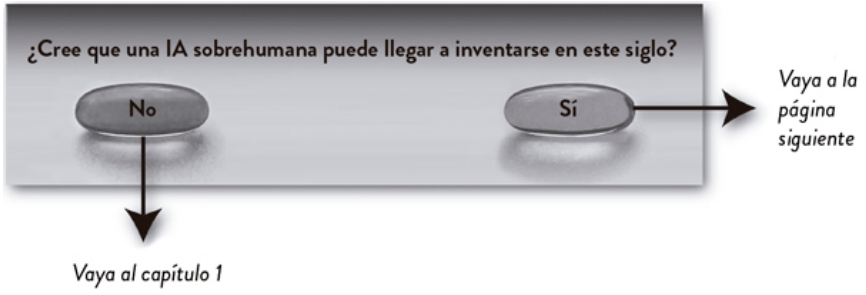 ¿Cree que una IA sobrehumana puede llegar a inventarse en este siglo?
No
Sí
Vaya a la
página
siguiente
Vaya al capítulo 1